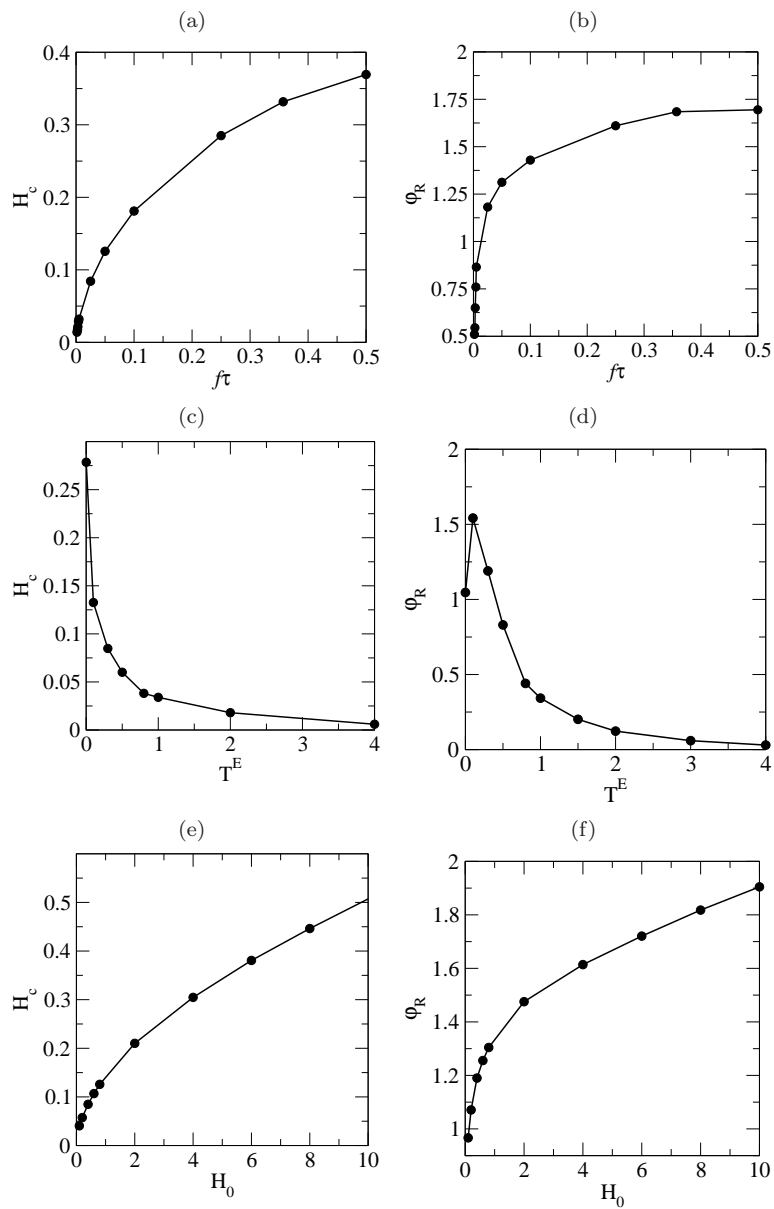 (a)
0.4
0.3
0.2
0.1
0
H_c
0 0.1 0.2 0.3 0.4 0.5
fτ
(b)
2
1.75
1.5
1.25
1
0.75
0.5
φ_R
0 0.1 0.2 0.3 0.4 0.5
fτ
(c)
0.25
0.2
0.15
0.1
0.05
0
H_c
0 1 2 3 4
T^E
(d)
2
1.5
1
0.5
0
φ_R
0 1 2 3 4
T^E
(e)
0.5
0.4
0.3
0.2
0.1
0
H_c
0 2 4 6 8 10
H_0
(f)
2
1.8
1.6
1.4
1.2
1
φ_R
0 2 4 6 8 10
H_0